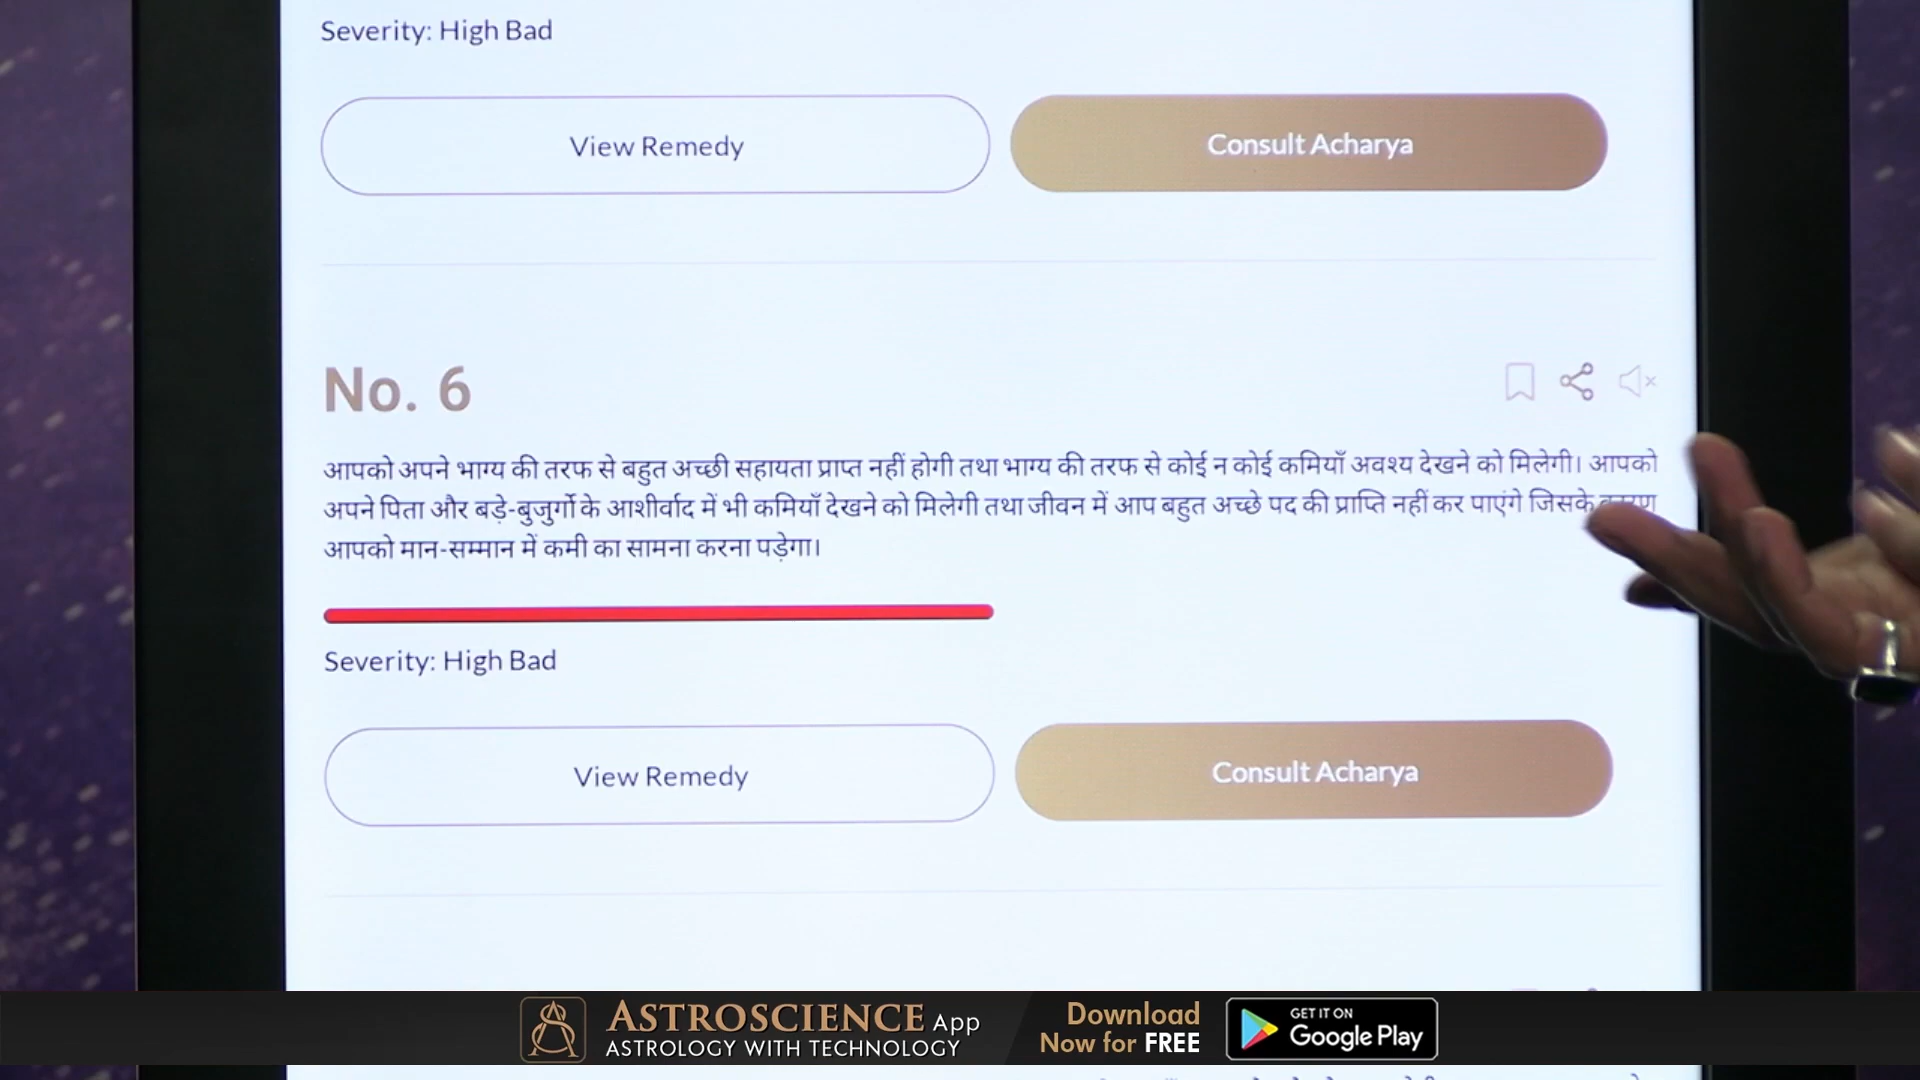 Severity: High Bad
View Remedy
Consult Acharya
No. 6
आपको अपने भाग्य की तरफ से बहुत अच्छी सहायता प्राप्त नहीं होगी तथा भाग्य की तरफ से कोई न कोई कमियाँ अवश्य देखने को मिलेगी। आपको
अपने पिता और बड़े-बुजुर्गो के आशीर्वाद में भी कमियाँ देखने को मिलेगी तथा जीवन में आप बहुत अच्छे पद की प्राप्ति नहीं कर पाएंगे जिसके
आपको मान-सम्मान में कमी का सामना करना पड़ेगा।
Severity: High Bad
View Remedy
Consult Acharya
ASTROSCIENCE App
ASTROLOGY WITH TECHNOLOGY
Download
Now for FREE
GET IT ON
Google Play